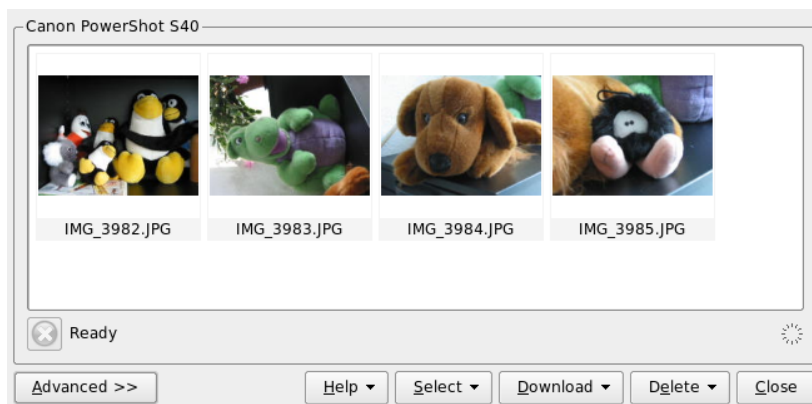 Canon PowerShot S40
IMG_3982.JPG IMG_3983.JPG IMG_3984.JPG IMG_3985.JPG
Ready
Advanced >> Help Select Download Delete Close